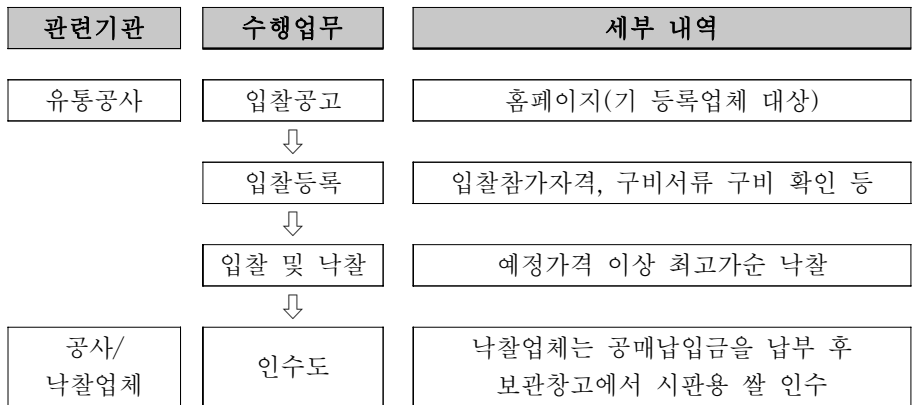 관련기관 수행업무 세부 내역
유통공사 입찰공고 홈페이지(기 등록업체 대상)
⇩
입찰등록 입찰참가자격, 구비서류 구비 확인 등
⇩
입찰 및 낙찰 예정가격 이상 최고가순 낙찰
⇩
공사/
낙찰업체
인수도
낙찰업체는 공매납입금을 납부 후
보관창고에서 시판용 쌀 인수